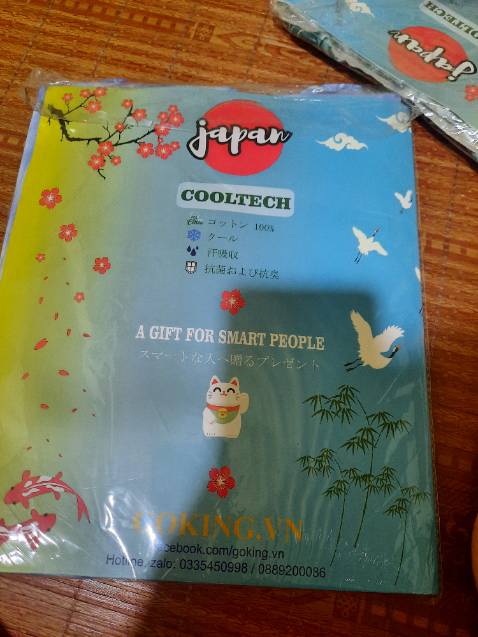 japan
COOLTECH
コットン 100%
クール
汗吸収
抗菌および抗臭
A GIFT FOR SMART PEOPLE
スマートな人へ贈るプレゼント
GOKING.VN
facebook.com/goking.vn
Hotline, zalo: 0335450998 / 0889200086
COOLTECH
japan